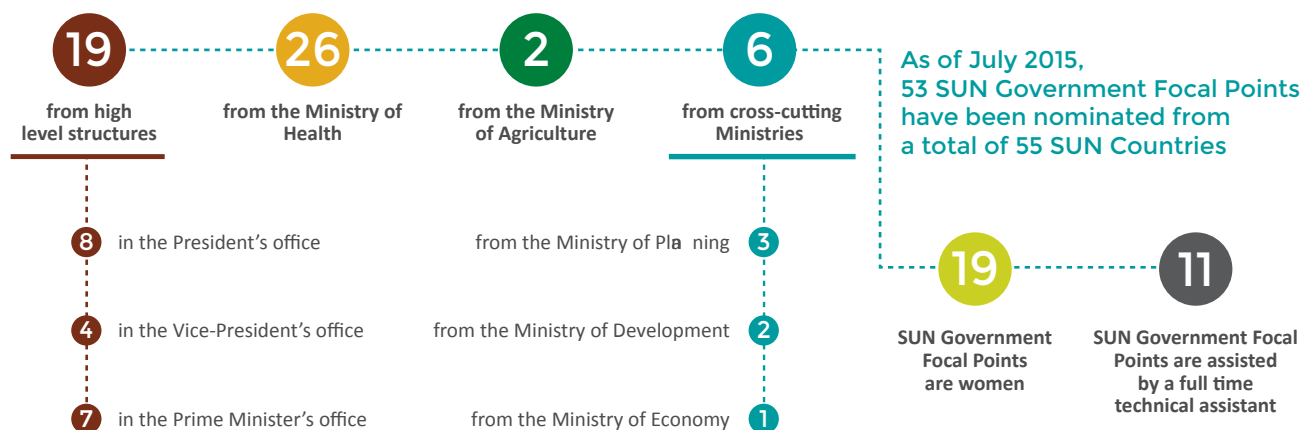 19
from high
level structures
26
from the Ministry of
Health
2
from the Ministry
of Agriculture
6
from cross-cutting
Ministries
As of July 2015,
53 SUN Government Focal Points
have been nominated from
a total of 55 SUN Countries
8 in the President's office
4 in the Vice-President's office
7 in the Prime Minister's office
from the Ministry of Planning 3
from the Ministry of Development 2
from the Ministry of Economy 1
19
SUN Government
Focal Points
are women
11
SUN Government Focal
Points are assisted
by a full time
technical assistant